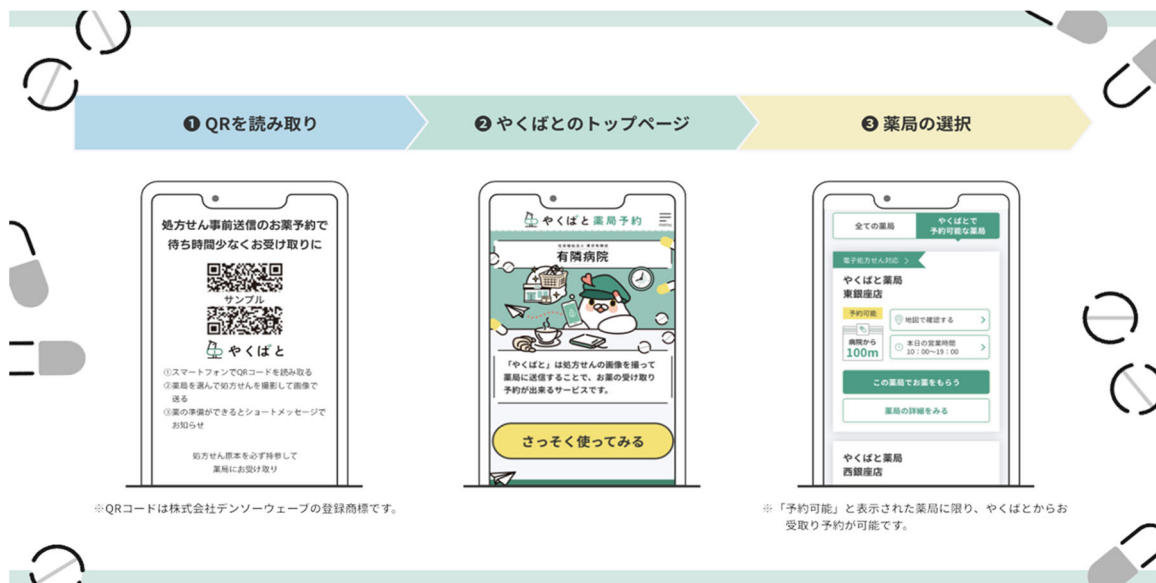 ❶ QRを読み取り
❷ やくばとのトップページ
❸ 薬局の選択
処方せん事前送信のお薬予約で
待ち時間少なくお受け取りに
サンプル
やくばと
①スマートフォンでQRコードを読み取る
②薬局を選んで処方せんを撮影して画像で
送る
③薬の準備ができるとショートメッセージで
お知らせ
処方せん原本を必ず持参して
薬局にお受け取り
※QRコードは株式会社デンソーウェーブの登録商標です。
やくばと薬局予約
menu
有隣病院
「やくばと」は処方せんの画像を撮って
薬局に送信することで、お薬の受け取り
予約が出来るサービスです。
さっそく使ってみる
全ての薬局
やくばとで
予約可能な薬局
電子処方せん対応 >
やくばと薬局
東銀座店
予約可能
病院から
100m
地図で確認する
本日の営業時間
10：00〜19：00
この薬局でお薬をもらう
薬局の詳細をみる
やくばと薬局
西銀座店
※「予約可能」と表示された薬局に限り、やくばとからお
受取り予約が可能です。